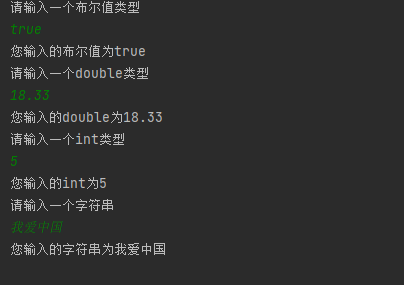 请输入一个布尔值类型
true
您输入的布尔值为true
请输入一个double类型
18.33
您输入的double为18.33
请输入一个int类型
5
您输入的int为5
请输入一个字符串
我爱中国
您输入的字符串为我爱中国